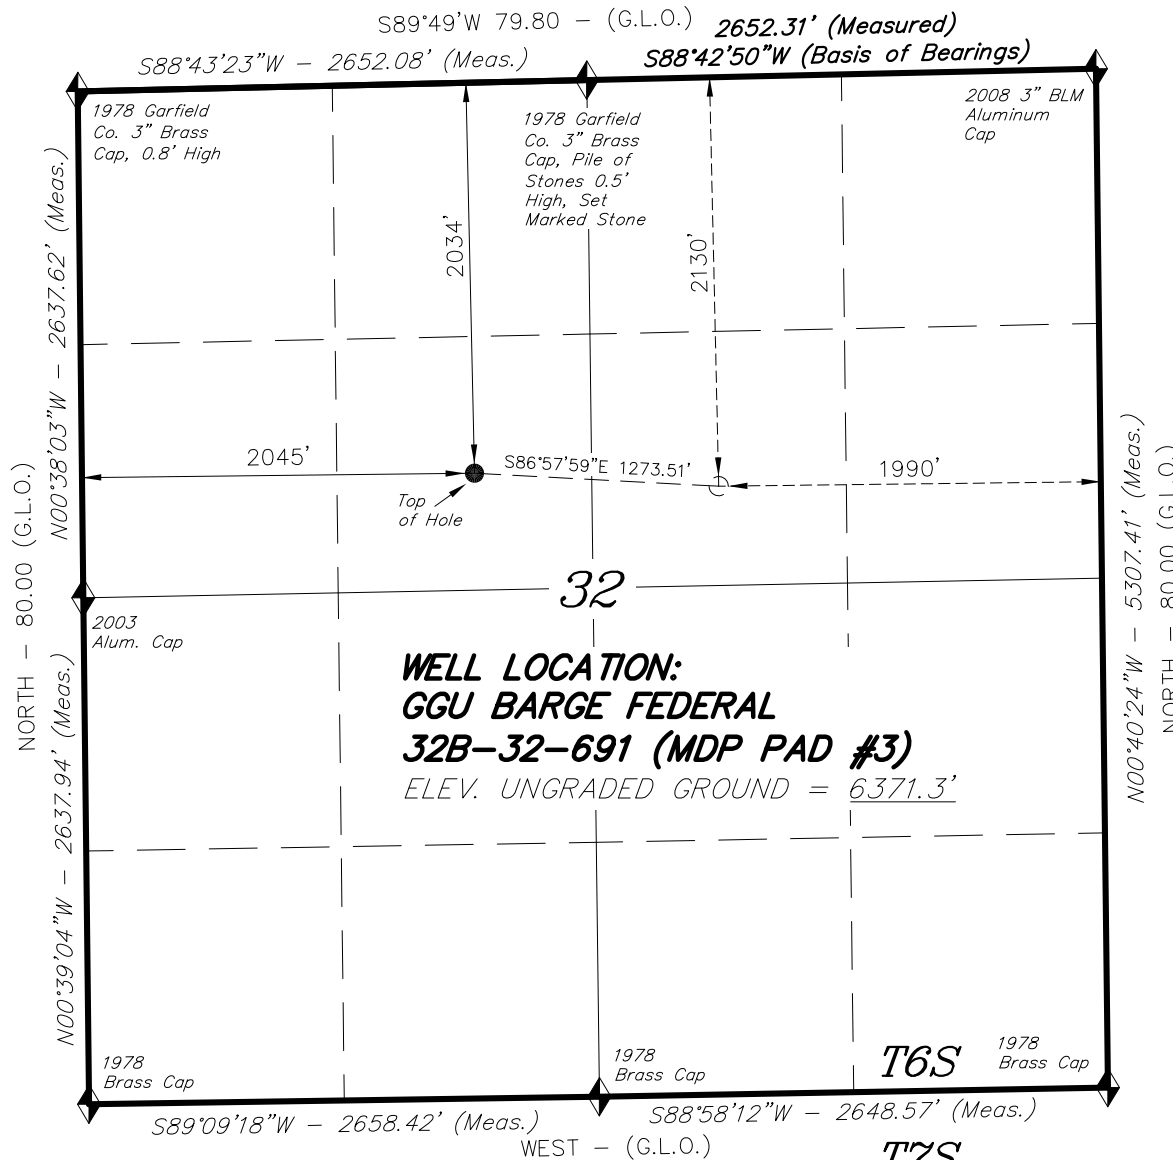 S89°49'W 79.80 – (G.L.O.)
2652.31' (Measured)
S88°43'23"W – 2652.08' (Meas.)
S88°42'50"W (Basis of Bearings)
1978 Garfield
Co. 3" Brass
Cap, 0.8' High
1978 Garfield
Co. 3" Brass
Cap, Pile of
Stones 0.5'
High, Set
Marked Stone
2008 3" BLM
Aluminum
Cap
N00°38'03"W – 2637.62' (Meas.)
2034'
2130'
2045'
S86°57'59"E 1273.51'
1990'
Top
of Hole
NORTH – 80.00 (G.L.O.)
N00°40'24"W – 5307.41' (Meas.)
NORTH – 80.00 (G.L.O.)
32
2003
Alum. Cap
WELL LOCATION:
GGU BARGE FEDERAL
32B–32–691 (MDP PAD #3)
ELEV. UNGRADED GROUND = 6371.3'
N00°39'04"W – 2637.94' (Meas.)
1978
Brass Cap
1978
Brass Cap
T6S
1978
Brass Cap
S89°09'18"W – 2658.42' (Meas.)
S88°58'12"W – 2648.57' (Meas.)
WEST – (G.L.O.)
T7S